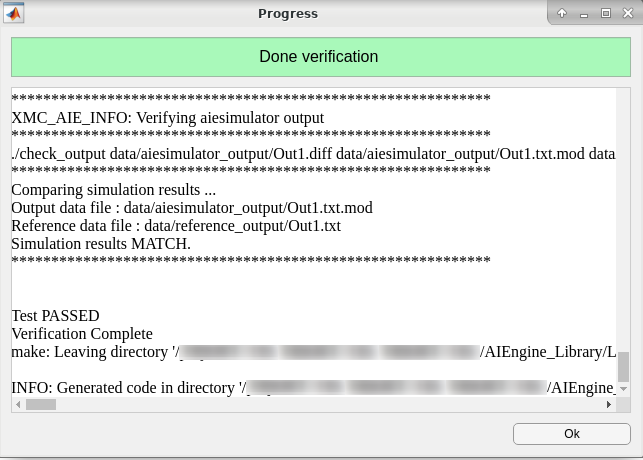 Progress
Done verification
************************************************************
XMC_AIE_INFO: Verifying aiesimulator output
************************************************************
./check_output data/aiesimulator_output/Out1.diff data/aiesimulator_output/Out1.txt.mod data
************************************************************
Comparing simulation results ...
Output data file : data/aiesimulator_output/Out1.txt.mod
Reference data file : data/reference_output/Out1.txt
Simulation results MATCH.
************************************************************
Test PASSED
Verification Complete
make: Leaving directory '/ /AIEngine_Library/L
INFO: Generated code in directory '/ /AIEngine_
Ok